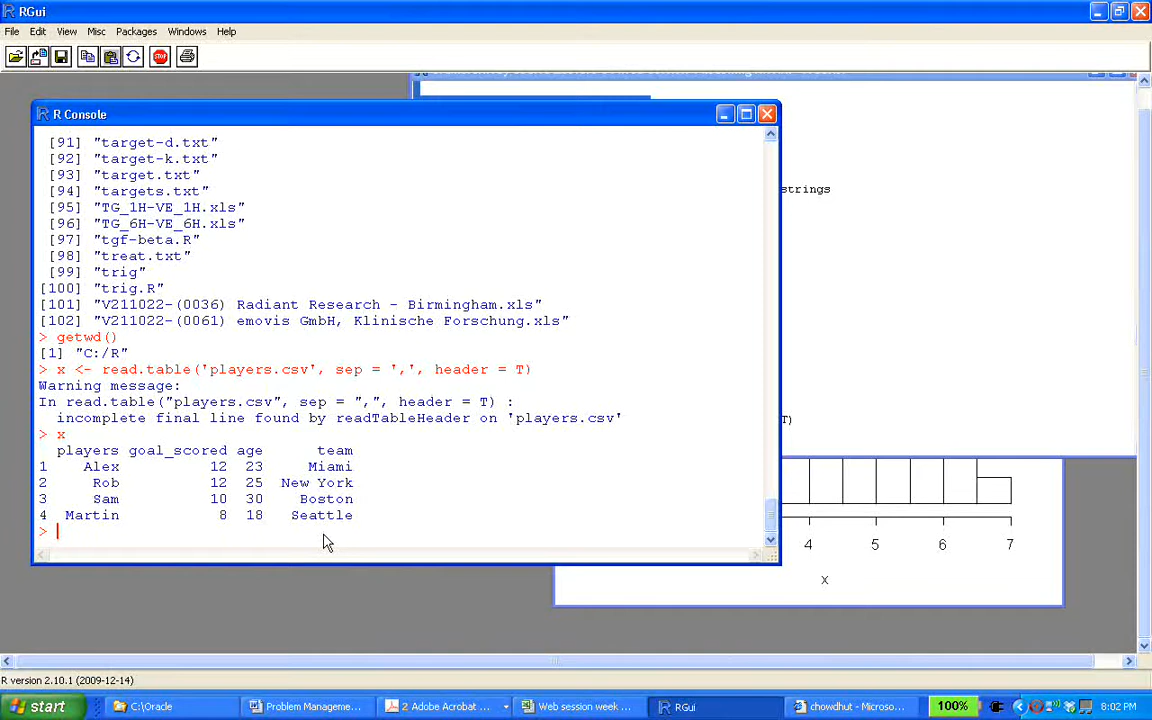 RGui
File Edit View Misc Packages Windows Help
R Console
[91] "target-d.txt"
[92] "target-k.txt"
[93] "target.txt"
[94] "targets.txt"
[95] "TG_1H-VE_1H.xls"
[96] "TG_6H-VE_6H.xls"
[97] "tgf-beta.R"
[98] "treat.txt"
[99] "trig"
[100] "trig.R"
[101] "V211022-(0036) Radiant Research - Birmingham.xls"
[102] "V211022-(0061) emovis GmbH, Klinische Forschung.xls"
> getwd()
[1] "C:/R"
> x <- read.table('players.csv', sep = ',', header = T)
Warning message:
In read.table("players.csv", sep = ",", header = T) :
incomplete final line found by readTableHeader on 'players.csv'
> x
players goal_scored age team
1 Alex 12 23 Miami
2 Rob 12 25 New York
3 Sam 10 30 Boston
4 Martin 8 18 Seattle
>
strings
T)
4 5 6 7
x
R version 2.10.1 (2009-12-14)
start C:\Oracle Problem Manageme... 2 Adobe Acrobat ... Web session week ... RGui chowdhut - Microso... 100% 8:02 PM